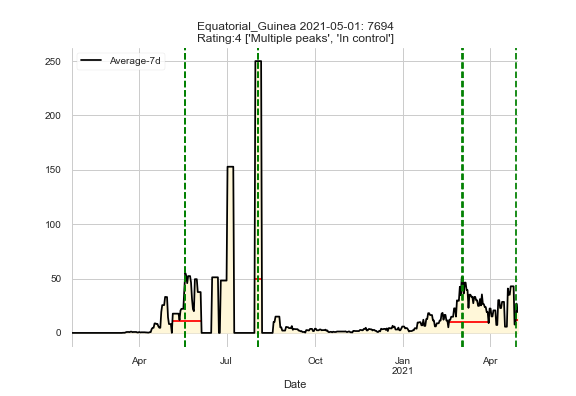 Equatorial_Guinea 2021-05-01: 7694
Rating:4 ['Multiple peaks', 'In control']
Average-7d
250
200
150
100
50
0
Apr
Jul
Oct
Jan
2021
Apr
Date